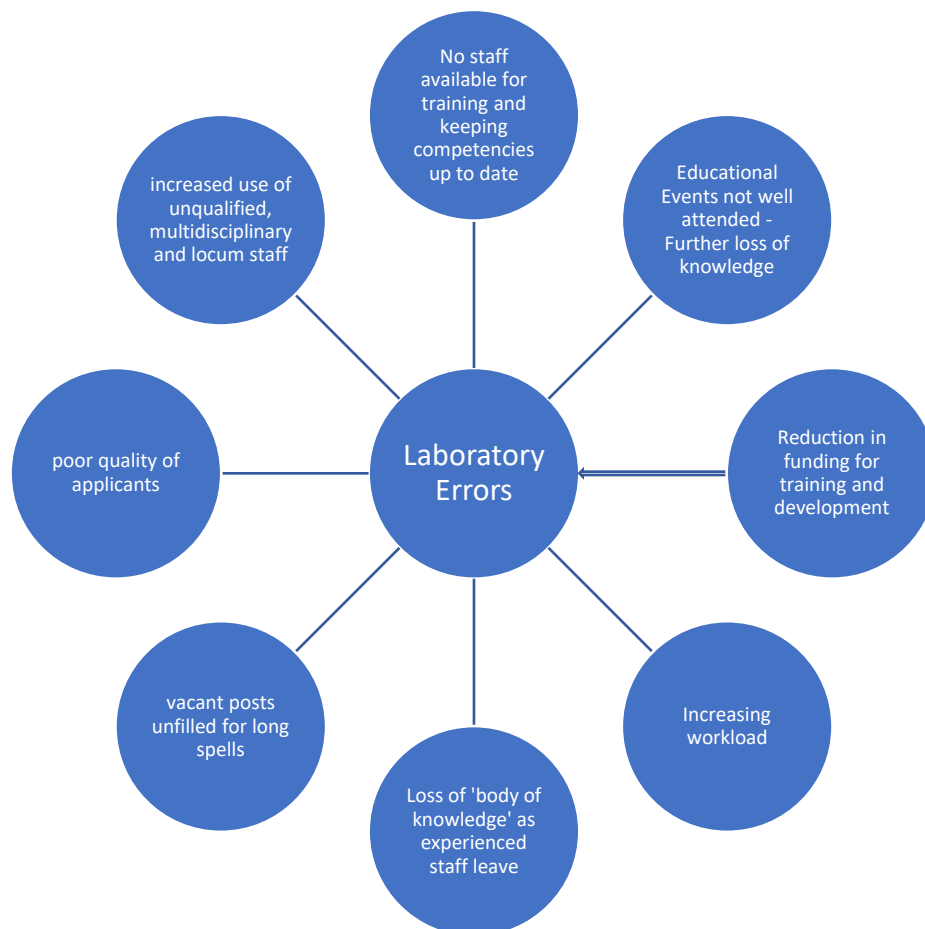 No staff
available for
training and
keeping
competencies
up to date
Educational
Events not well
attended -
Further loss of
knowledge
Reduction in
funding for
training and
development
Increasing
workload
Loss of 'body of
knowledge' as
experienced
staff leave
vacant posts
unfilled for long
spells
poor quality of
applicants
increased use of
unqualified,
multidisciplinary
and locum staff
Laboratory
Errors